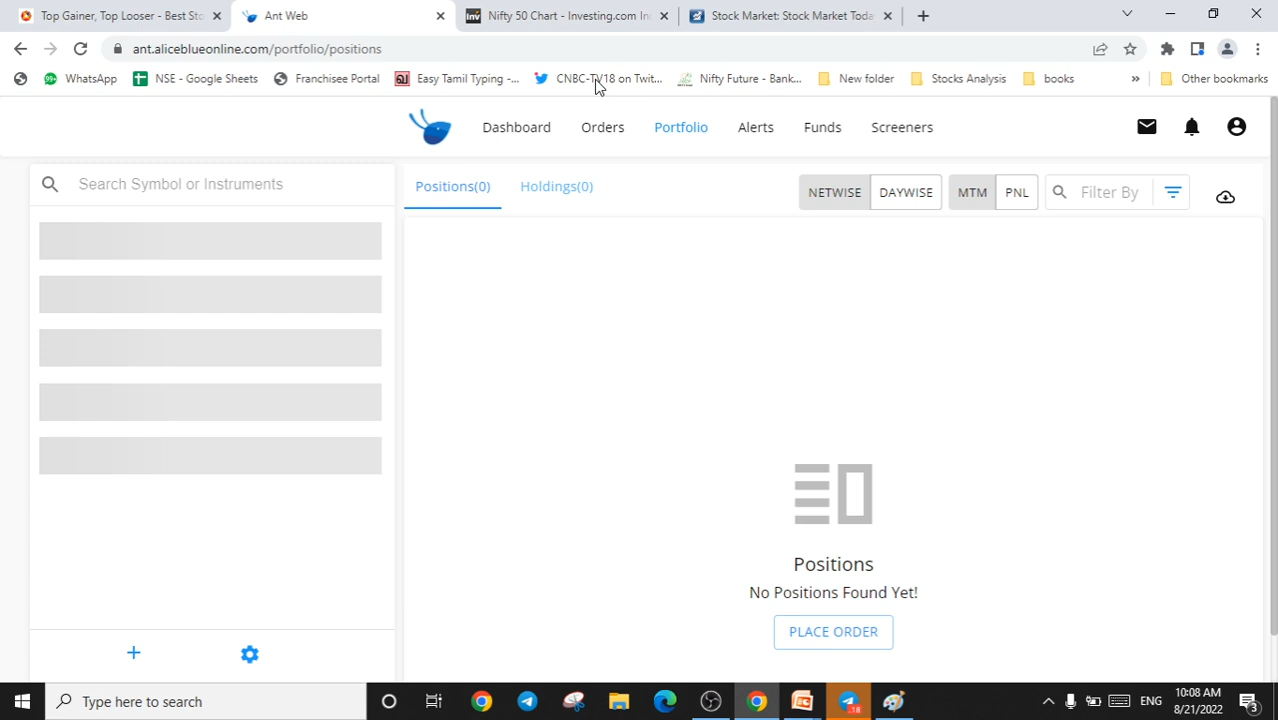 Top Gainer, Top Looser - Best St
Ant Web
Nifty 50 Chart - Investing.com In
Stock Market: Stock Market Toda
ant.aliceblueonline.com/portfolio/positions
WhatsApp
NSE - Google Sheets
Franchisee Portal
Easy Tamil Typing -...
CNBC-TV18 on Twit...
Nifty Future - Bank...
New folder
Stocks Analysis
books
»
Other bookmarks
Dashboard
Orders
Portfolio
Alerts
Funds
Screeners
Search Symbol or Instruments
Positions(0)
Holdings(0)
NETWISE
DAYWISE
MTM
PNL
Filter By
Positions
No Positions Found Yet!
PLACE ORDER
Type here to search
18
ENG
10:08 AM
8/21/2022
3